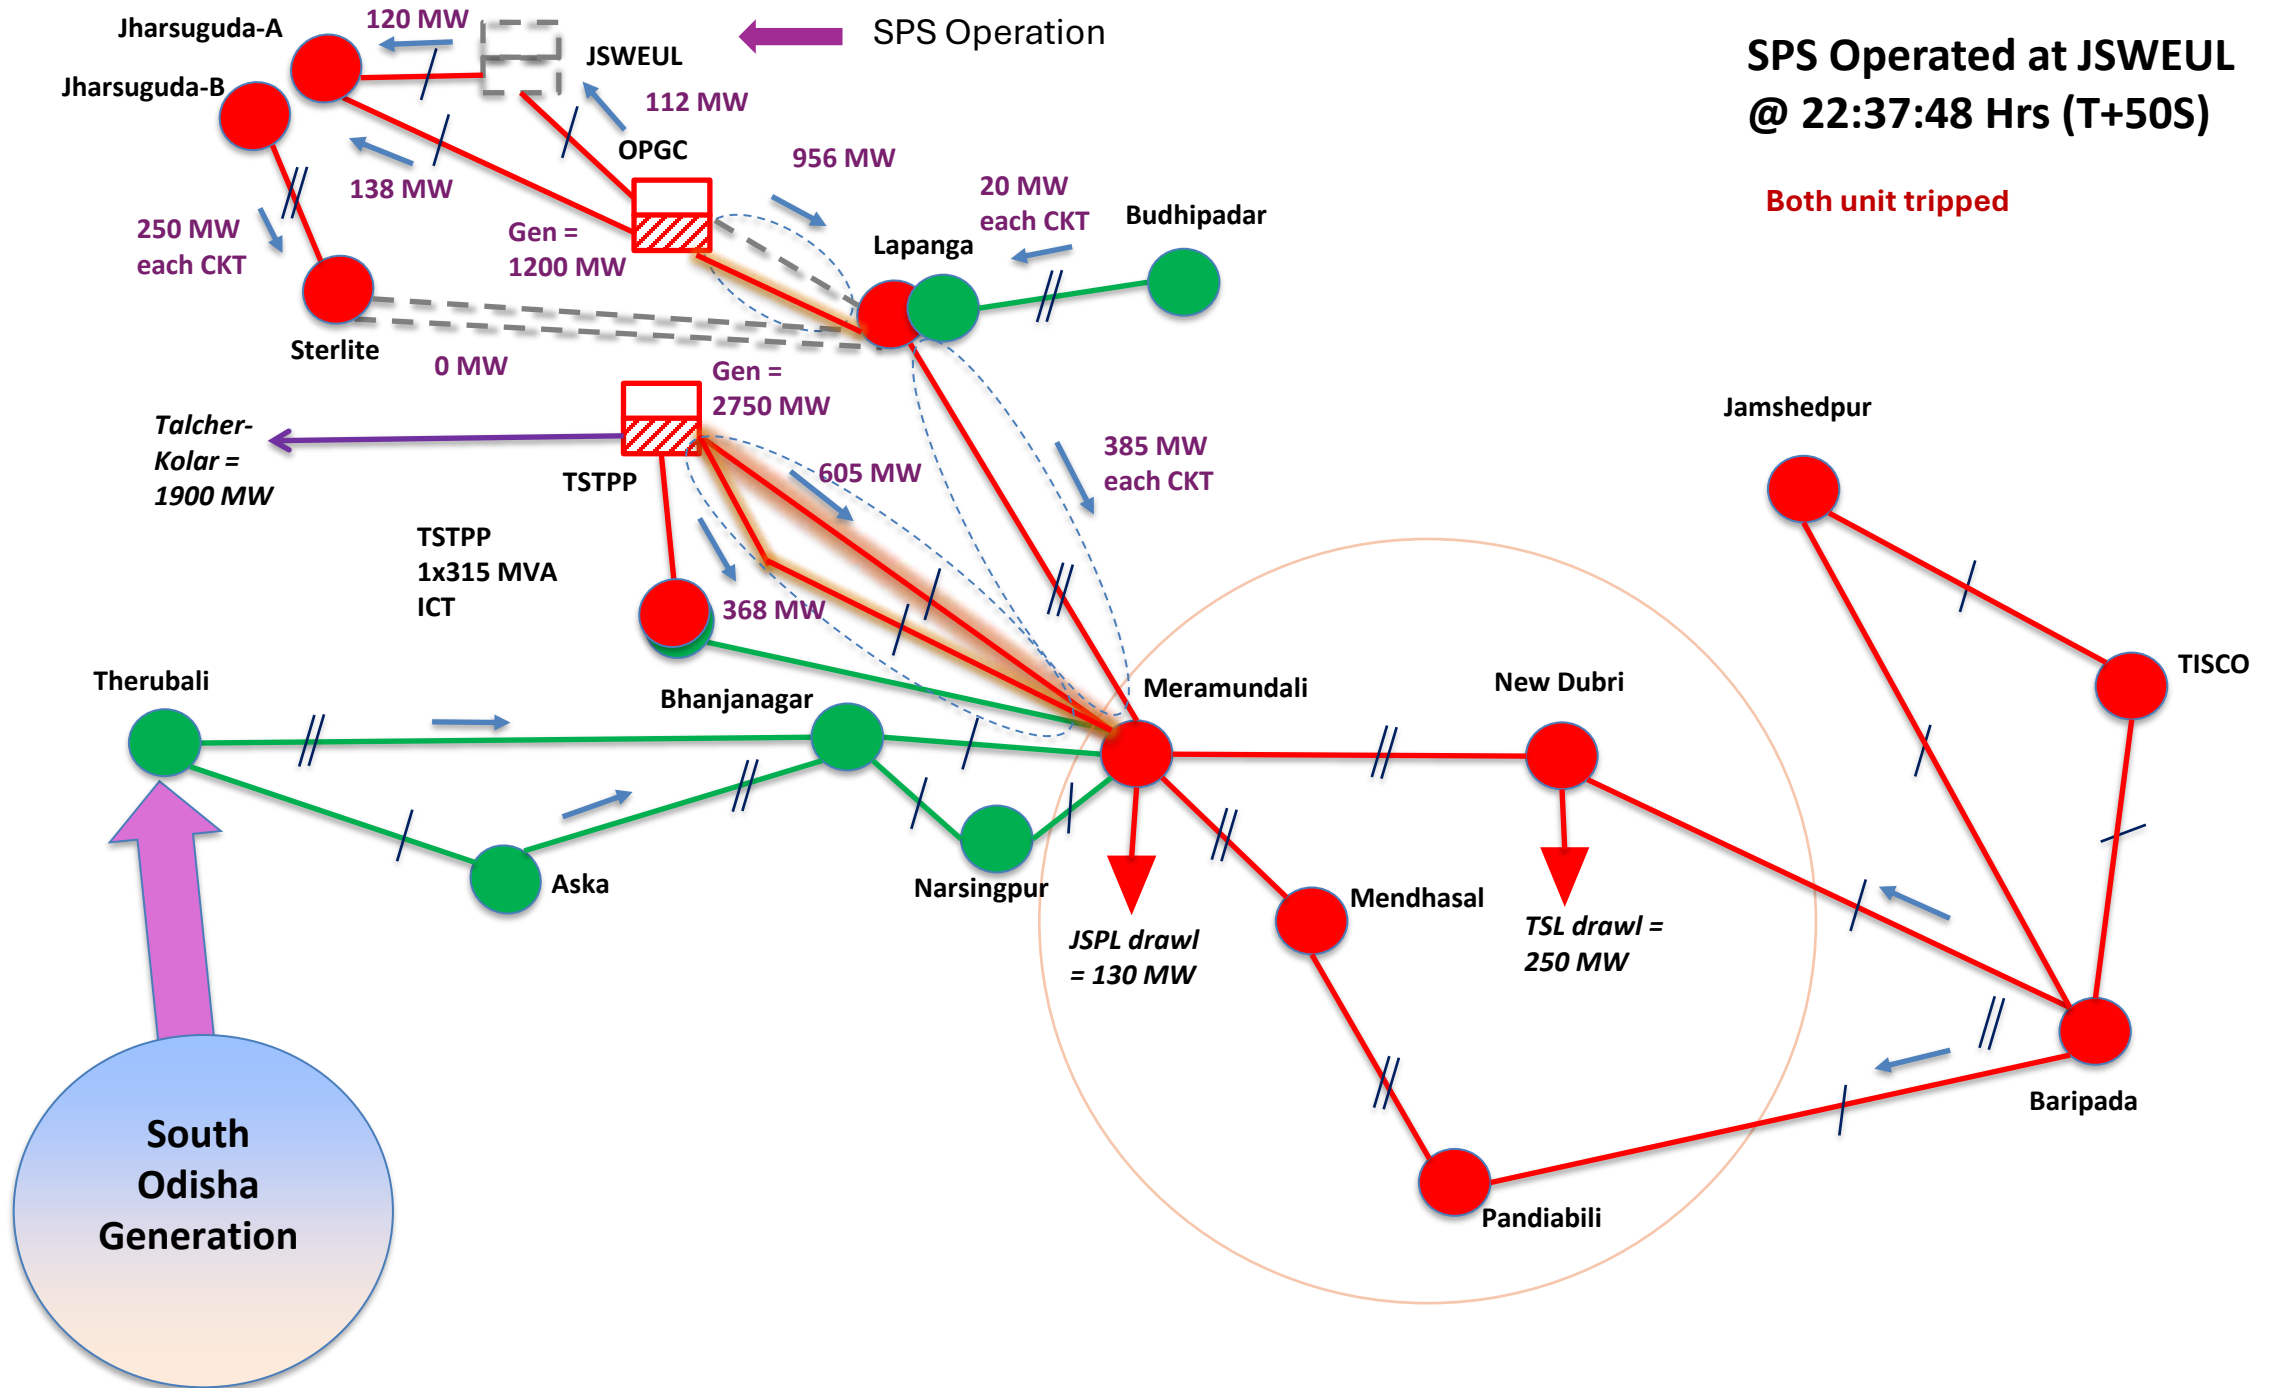 120 MW
Jharsuguda-A
SPS Operation
JSWEUL
SPS Operated at JSWEUL
@ 22:37:48 Hrs (T+50S)
Jharsuguda-B
112 MW
OPGC
956 MW
138 MW
20 MW
each CKT
Budhipadar
Both unit tripped
250 MW
each CKT
Gen =
1200 MW
Lapanga
Sterlite
0 MW
Gen =
2750 MW
Talcher-
Kolar =
1900 MW
TSTPP
605 MW
385 MW
each CKT
Jamshedpur
TSTPP
1x315 MVA
ICT
368 MW
Therubali
Bhanjanagar
Meramundali
New Dubri
TISCO
Aska
Narsingpur
Mendhasal
JSPL drawl
= 130 MW
TSL drawl =
250 MW
Baripada
South
Odisha
Generation
Pandiabili